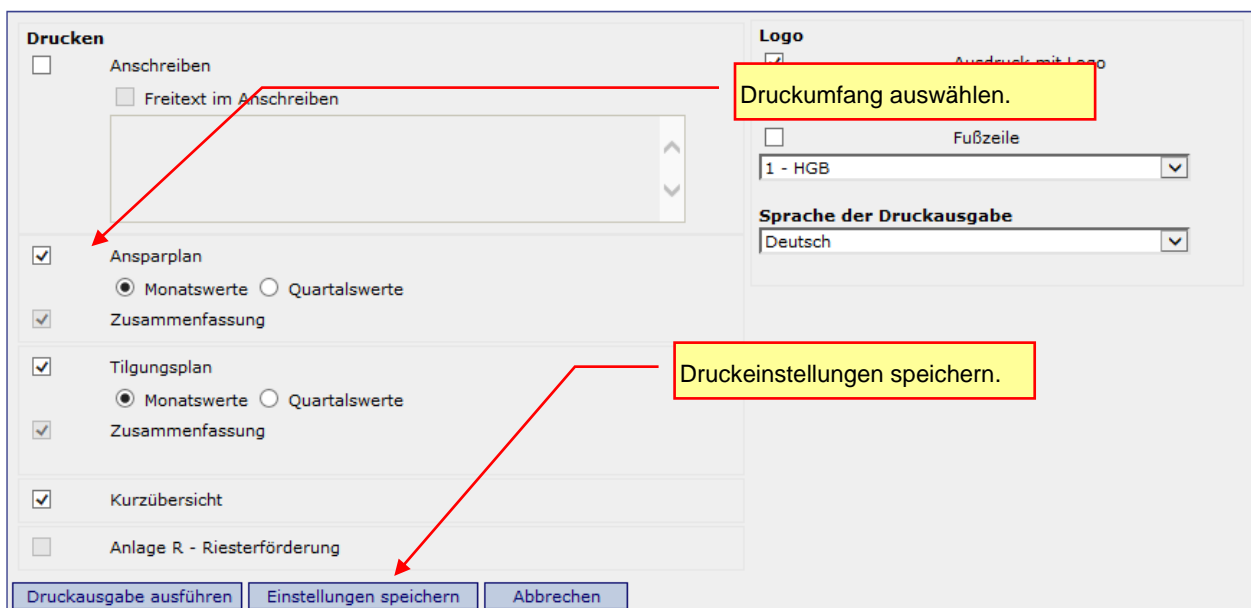 Drucken
Anschreiben
Freitext im Anschreiben
Ansparplan
Monatswerte Quartalswerte
Zusammenfassung
Tilgungsplan
Monatswerte Quartalswerte
Zusammenfassung
Kurzübersicht
Anlage R - Riesterförderung
Druckausgabe ausführen Einstellungen speichern Abbrechen
Logo
Ausdruck mit Logo
Druckumfang auswählen.
Fußzeile
1 - HGB
Sprache der Druckausgabe
Deutsch
Druckeinstellungen speichern.